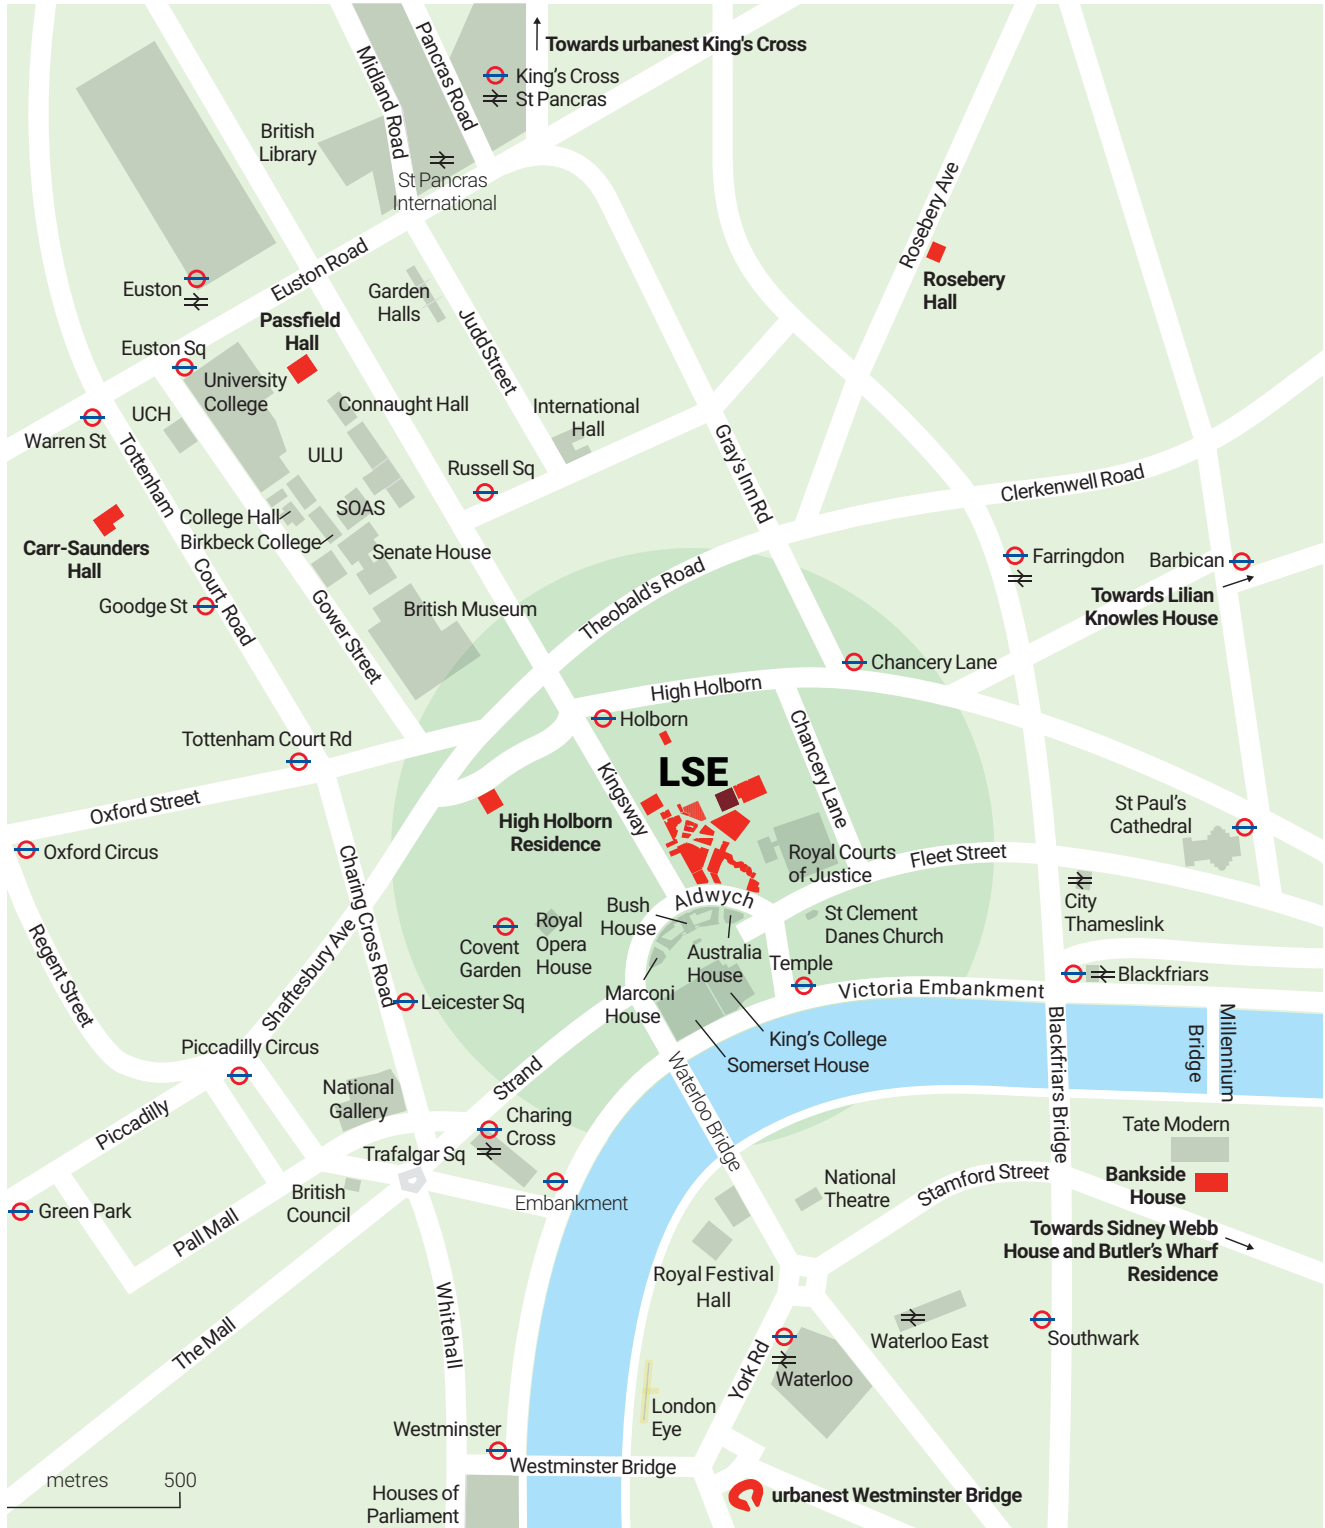 Towards urbanest King's Cross
King's Cross
St Pancras
Pancras Road
Midland Road
British
Library
St Pancras
International
Rosebery Ave
Rosebery
Hall
Euston Road
Euston
Garden
Halls
Passfield
Hall
Judd Street
Euston Sq
University
College
UCH
Connaught Hall
International
Hall
Warren St
Tottenham
Court Road
ULU
Russell Sq
Gray's Inn Rd
Clerkenwell Road
SOAS
College Hall
Birkbeck College
Senate House
Carr-Saunders
Hall
Goodge St
Gower Street
British Museum
Theobald's Road
Farringdon
Barbican
Towards Lilian
Knowles House
Chancery Lane
High Holborn
Holborn
Chancery Lane
Tottenham Court Rd
LSE
Kingsway
Oxford Street
High Holborn
Residence
Oxford Circus
Charing Cross Road
Royal Courts
of Justice
Fleet Street
St Paul's
Cathedral
Aldwych
City
Thameslink
Bush
House
Royal
Opera
House
Covent
Garden
St Clement
Danes Church
Australia
House
Temple
Regent Street
Shaftesbury Ave
Leicester Sq
Marconi
House
Victoria Embankment
Blackfriars
King's College
Somerset House
Blackfriars Bridge
Millennium
Bridge
Piccadilly Circus
Waterloo Bridge
National
Gallery
Strand
Charing
Cross
Piccadilly
Trafalgar Sq
Tate Modern
Embankment
National
Theatre
Stamford Street
Bankside
House
British
Council
Green Park
Pall Mall
Towards Sidney Webb
House and Butler's Wharf
Residence
Royal Festival
Hall
Whitehall
The Mall
Waterloo East
Southwark
York Rd
Waterloo
London
Eye
Westminster
Westminster Bridge
metres 500
Houses of
Parliament
urbanest Westminster Bridge